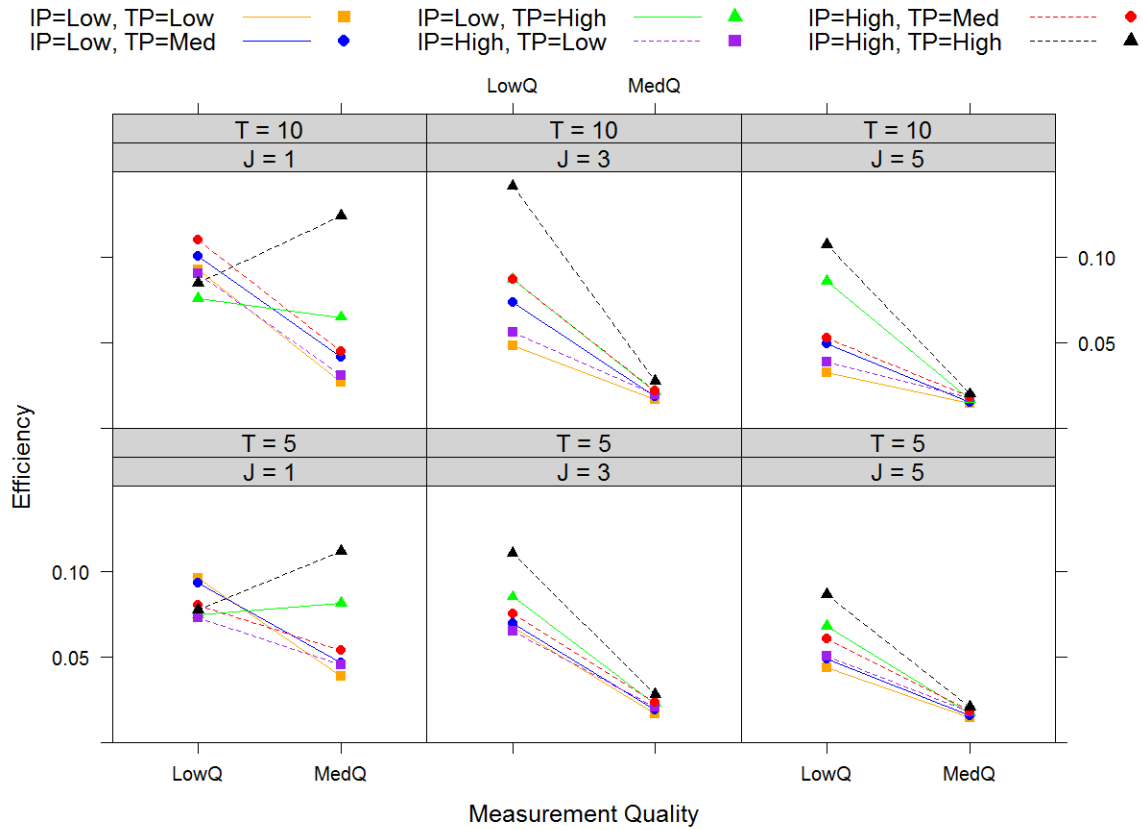 IP=Low, TP=Low IP=Low, TP=High IP=High, TP=Med
IP=Low, TP=Med IP=High, TP=Low IP=High, TP=High
LowQ MedQ
T = 10 T = 10 T = 10
J = 1 J = 3 J = 5
0.10
0.05
T = 5 T = 5 T = 5
J = 1 J = 3 J = 5
Efficiency
0.10
0.05
LowQ MedQ LowQ MedQ
Measurement Quality